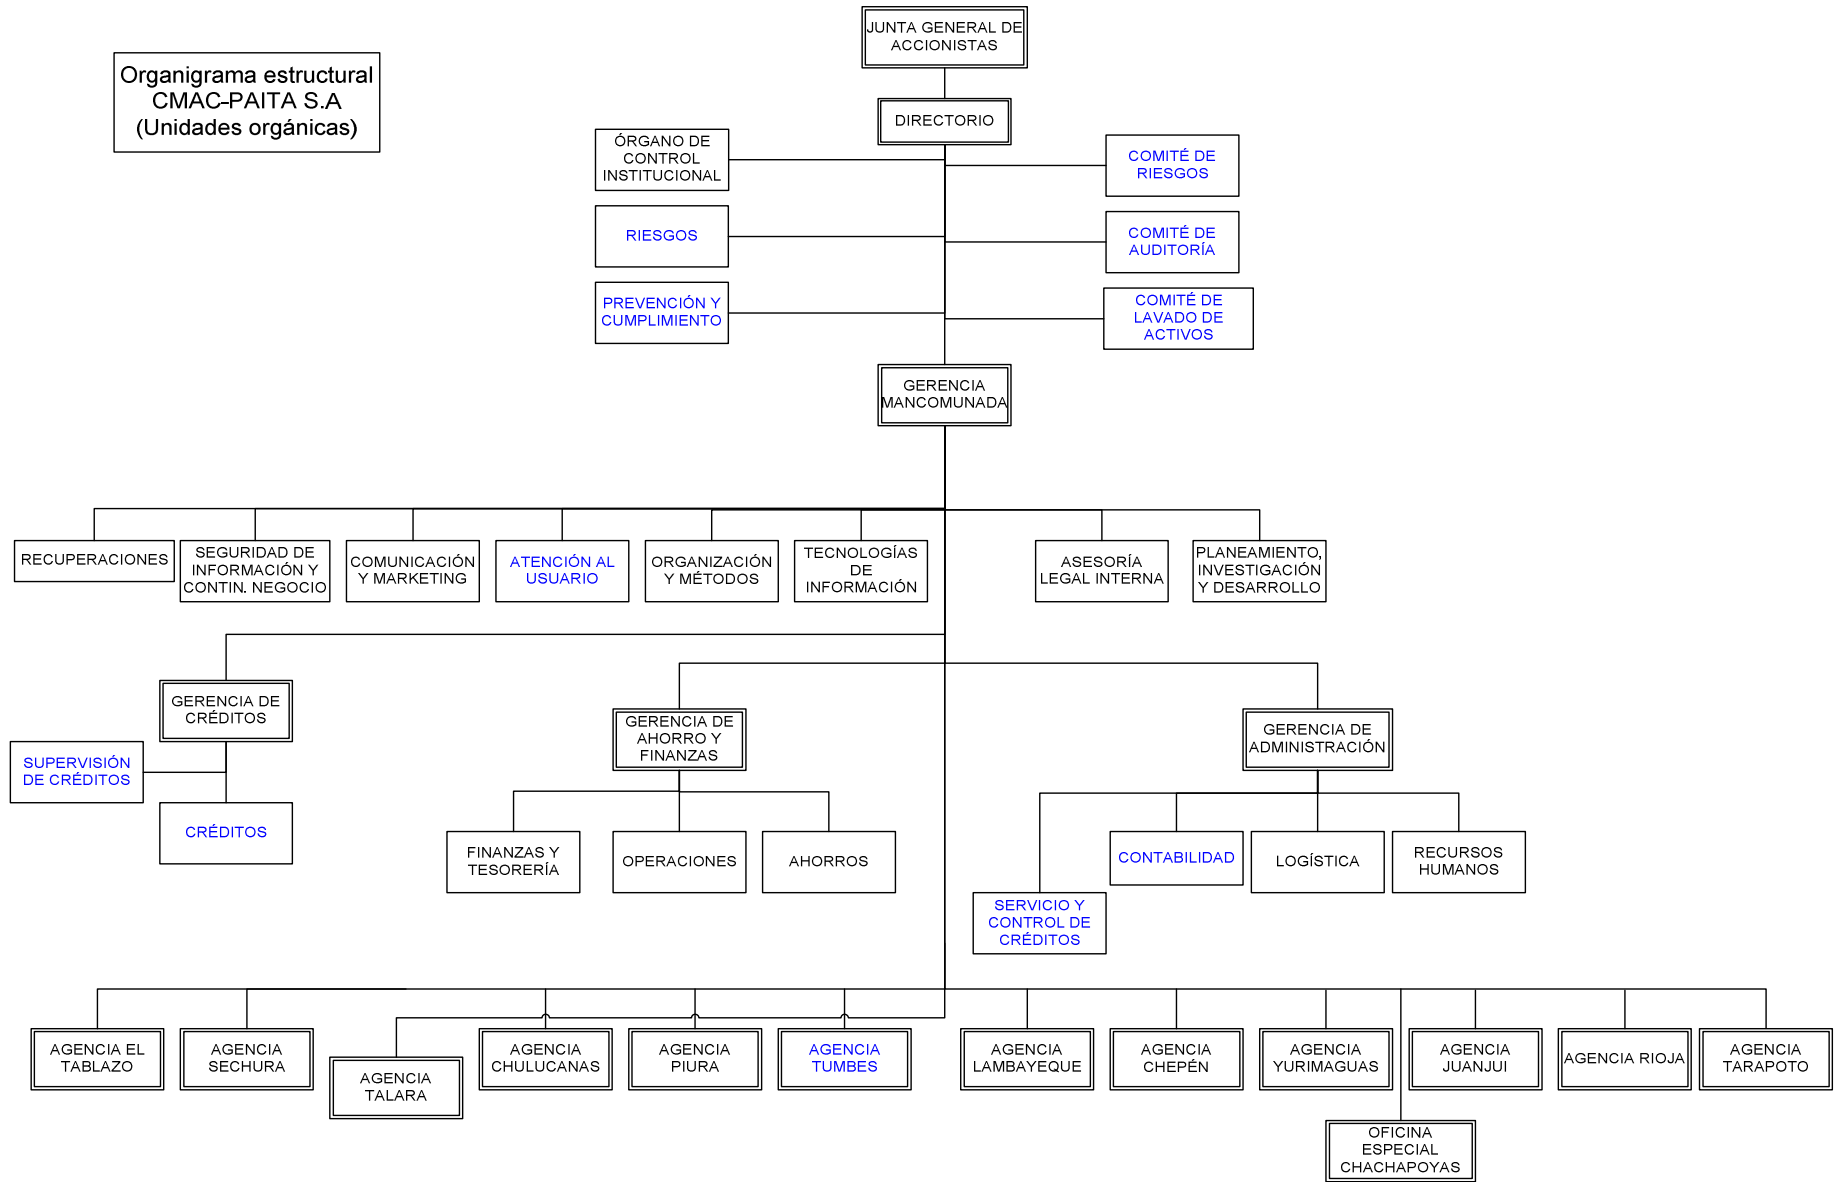 JUNTA GENERAL DE
ACCIONISTAS
Organigrama estructural
CMAC-PAITA S.A
(Unidades orgánicas)
DIRECTORIO
ÓRGANO DE
CONTROL
INSTITUCIONAL
COMITÉ DE
RIESGOS
RIESGOS
COMITÉ DE
AUDITORÍA
PREVENCIÓN Y
CUMPLIMIENTO
COMITÉ DE
LAVADO DE
ACTIVOS
GERENCIA
MANCOMUNADA
RECUPERACIONES
SEGURIDAD DE
INFORMACIÓN Y
CONTIN. NEGOCIO
COMUNICACIÓN
Y MARKETING
ATENCIÓN AL
USUARIO
ORGANIZACIÓN
Y MÉTODOS
TECNOLOGÍAS
DE
INFORMACIÓN
ASESORÍA
LEGAL INTERNA
PLANEAMIENTO,
INVESTIGACIÓN
Y DESARROLLO
GERENCIA DE
CRÉDITOS
GERENCIA DE
AHORRO Y
FINANZAS
GERENCIA DE
ADMINISTRACIÓN
SUPERVISIÓN
DE CRÉDITOS
CRÉDITOS
FINANZAS Y
TESORERÍA
OPERACIONES
AHORROS
CONTABILIDAD
LOGÍSTICA
RECURSOS
HUMANOS
SERVICIO Y
CONTROL DE
CRÉDITOS
AGENCIA EL
TABLAZO
AGENCIA
SECHURA
AGENCIA
TALARA
AGENCIA
CHULUCANAS
AGENCIA
PIURA
AGENCIA
TUMBES
AGENCIA
LAMBAYEQUE
AGENCIA
CHEPÉN
AGENCIA
YURIMAGUAS
AGENCIA
JUANJUI
AGENCIA RIOJA
AGENCIA
TARAPOTO
OFICINA
ESPECIAL
CHACHAPOYAS